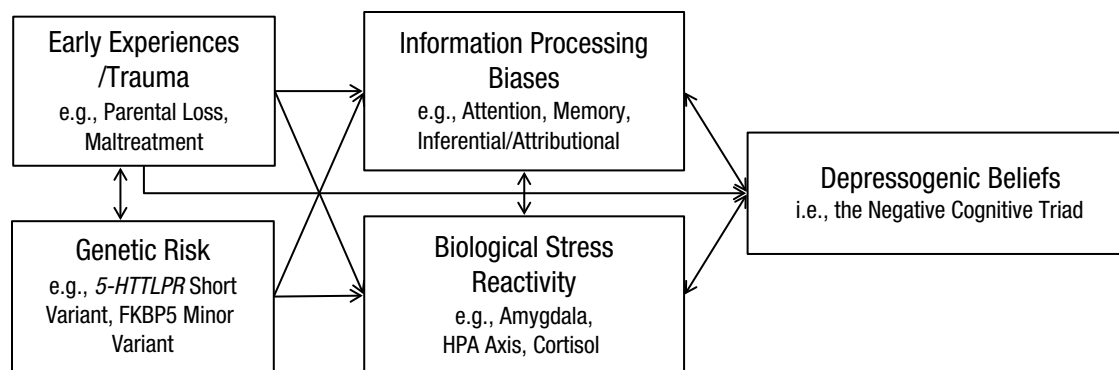 Early Experiences
/Trauma
e.g., Parental Loss,
Maltreatment
Information Processing
Biases
e.g., Attention, Memory,
Inferential/Attributional
Depressogenic Beliefs
i.e., the Negative Cognitive Triad
Genetic Risk
e.g., 5-HTTLPR Short
Variant, FKBP5 Minor
Variant
Biological Stress
Reactivity
e.g., Amygdala,
HPA Axis, Cortisol